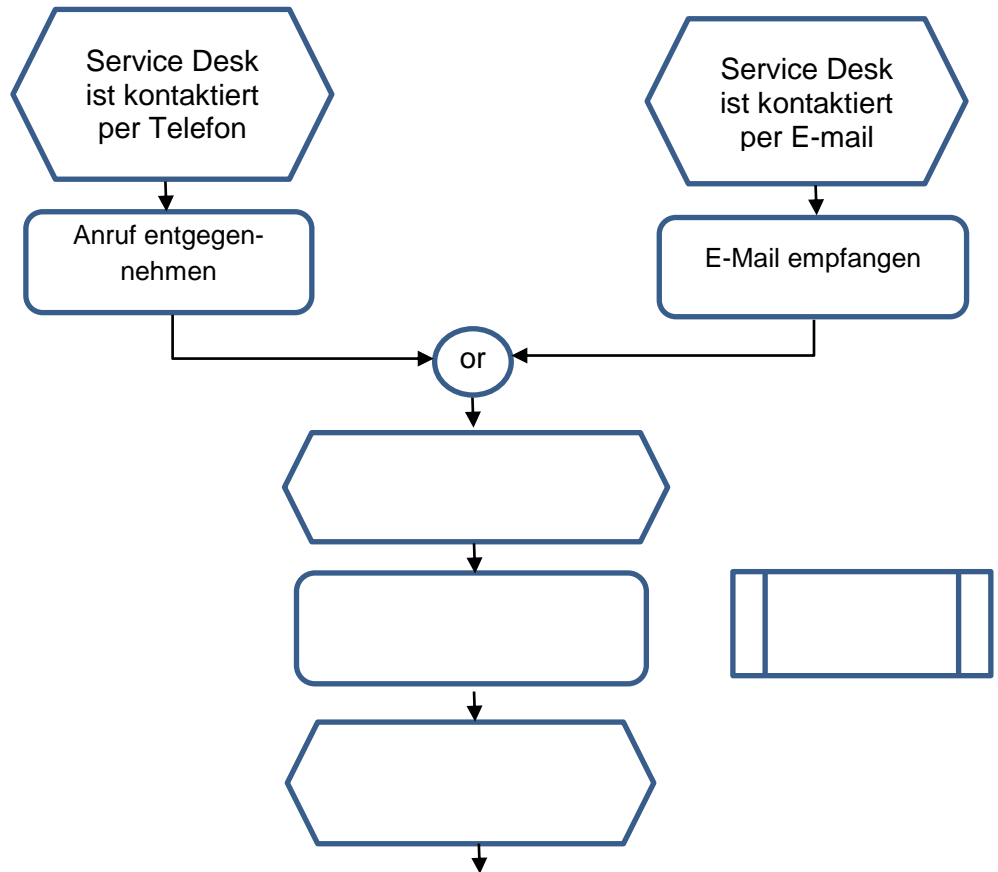 Service Desk
ist kontaktiert
per Telefon
Service Desk
ist kontaktiert
per E-mail
Anruf entgegen-
nehmen
E-Mail empfangen
or